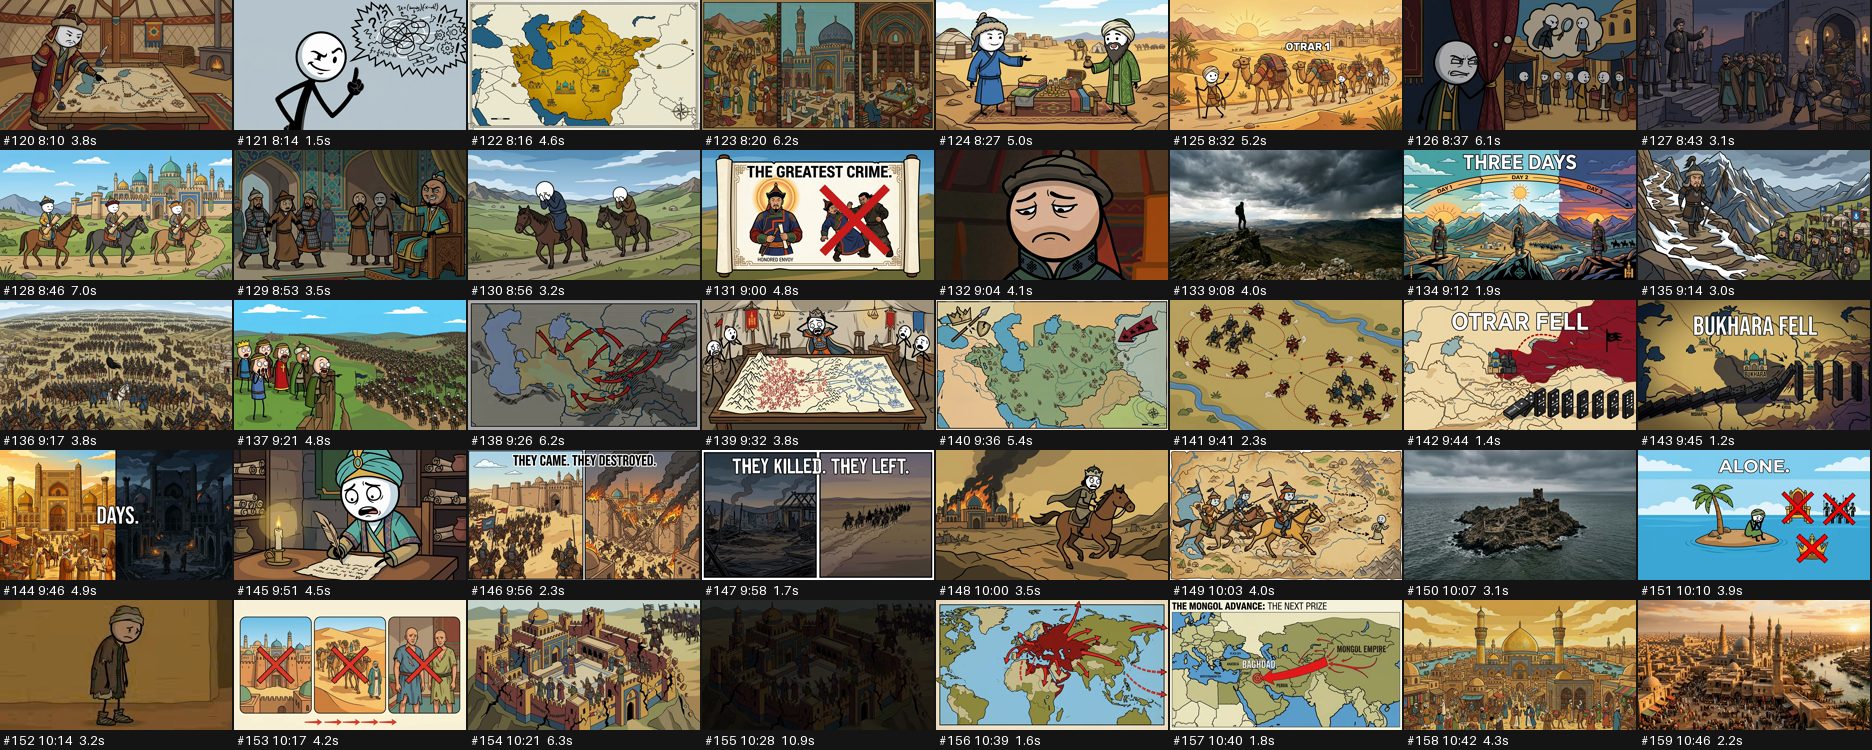 #120 8:10 3.8s
#121 8:14 1.5s
#122 8:16 4.6s
#123 8:20 6.2s
#124 8:27 5.0s
OTRAR 1
#125 8:32 5.2s
#126 8:37 6.1s
#127 8:43 3.1s
#128 8:46 7.0s
#129 8:53 3.5s
#130 8:56 3.2s
THE GREATEST CRIME.
HONORED ENVOY
#131 9:00 4.8s
#132 9:04 4.1s
#133 9:08 4.0s
THREE DAYS
DAY 1
DAY 2
DAY 3
#134 9:12 1.9s
#135 9:14 3.0s
#136 9:17 3.8s
#137 9:21 4.8s
#138 9:26 6.2s
#139 9:32 3.8s
#140 9:36 5.4s
#141 9:41 2.3s
OTRAR FELL
#142 9:44 1.4s
BUKHARA FELL
BUKHARA
#143 9:45 1.2s
DAYS.
#144 9:46 4.9s
#145 9:51 4.5s
THEY CAME. THEY DESTROYED.
#146 9:56 2.3s
THEY KILLED. THEY LEFT.
#147 9:58 1.7s
#148 10:00 3.5s
#149 10:03 4.0s
#150 10:07 3.1s
ALONE.
#151 10:10 3.9s
#152 10:14 3.2s
#153 10:17 4.2s
#154 10:21 6.3s
#155 10:28 10.9s
#156 10:39 1.6s
THE MONGOL ADVANCE: THE NEXT PRIZE
MONGOL EMPIRE
BAGHDAD
PERSIA
#157 10:40 1.8s
#158 10:42 4.3s
#159 10:46 2.2s